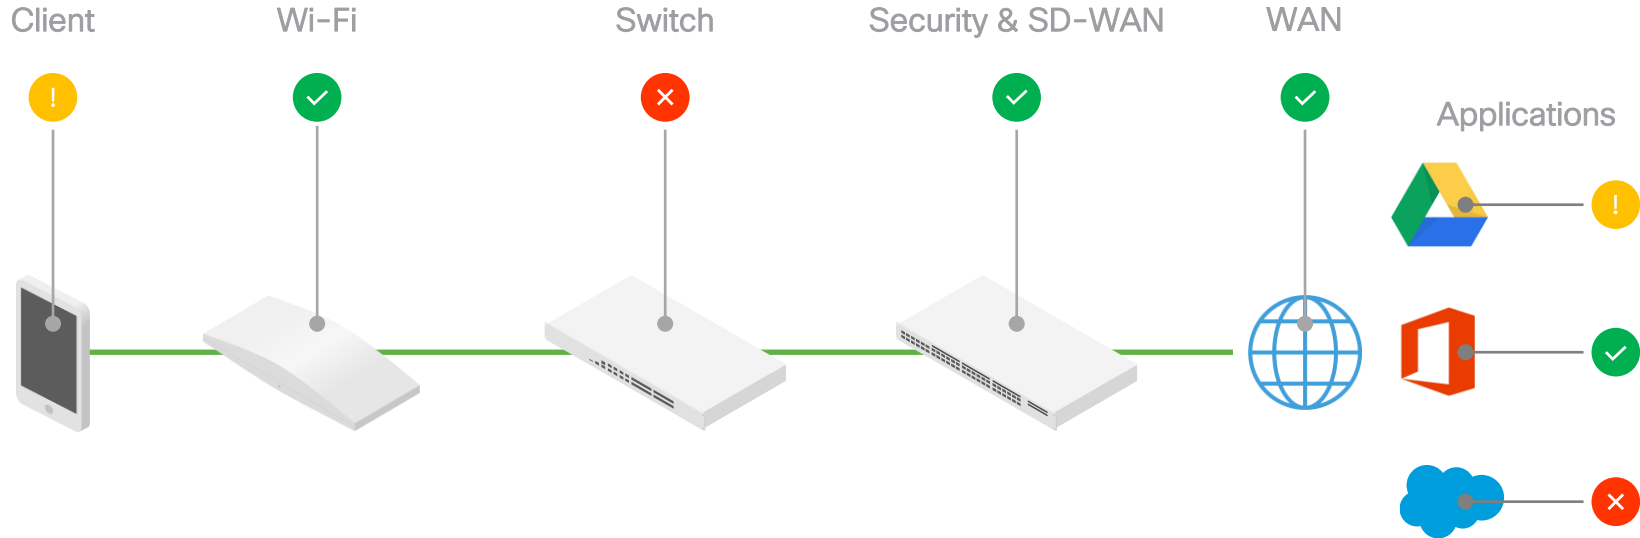 Client
Wi-Fi
Switch
Security & SD-WAN
WAN
Applications